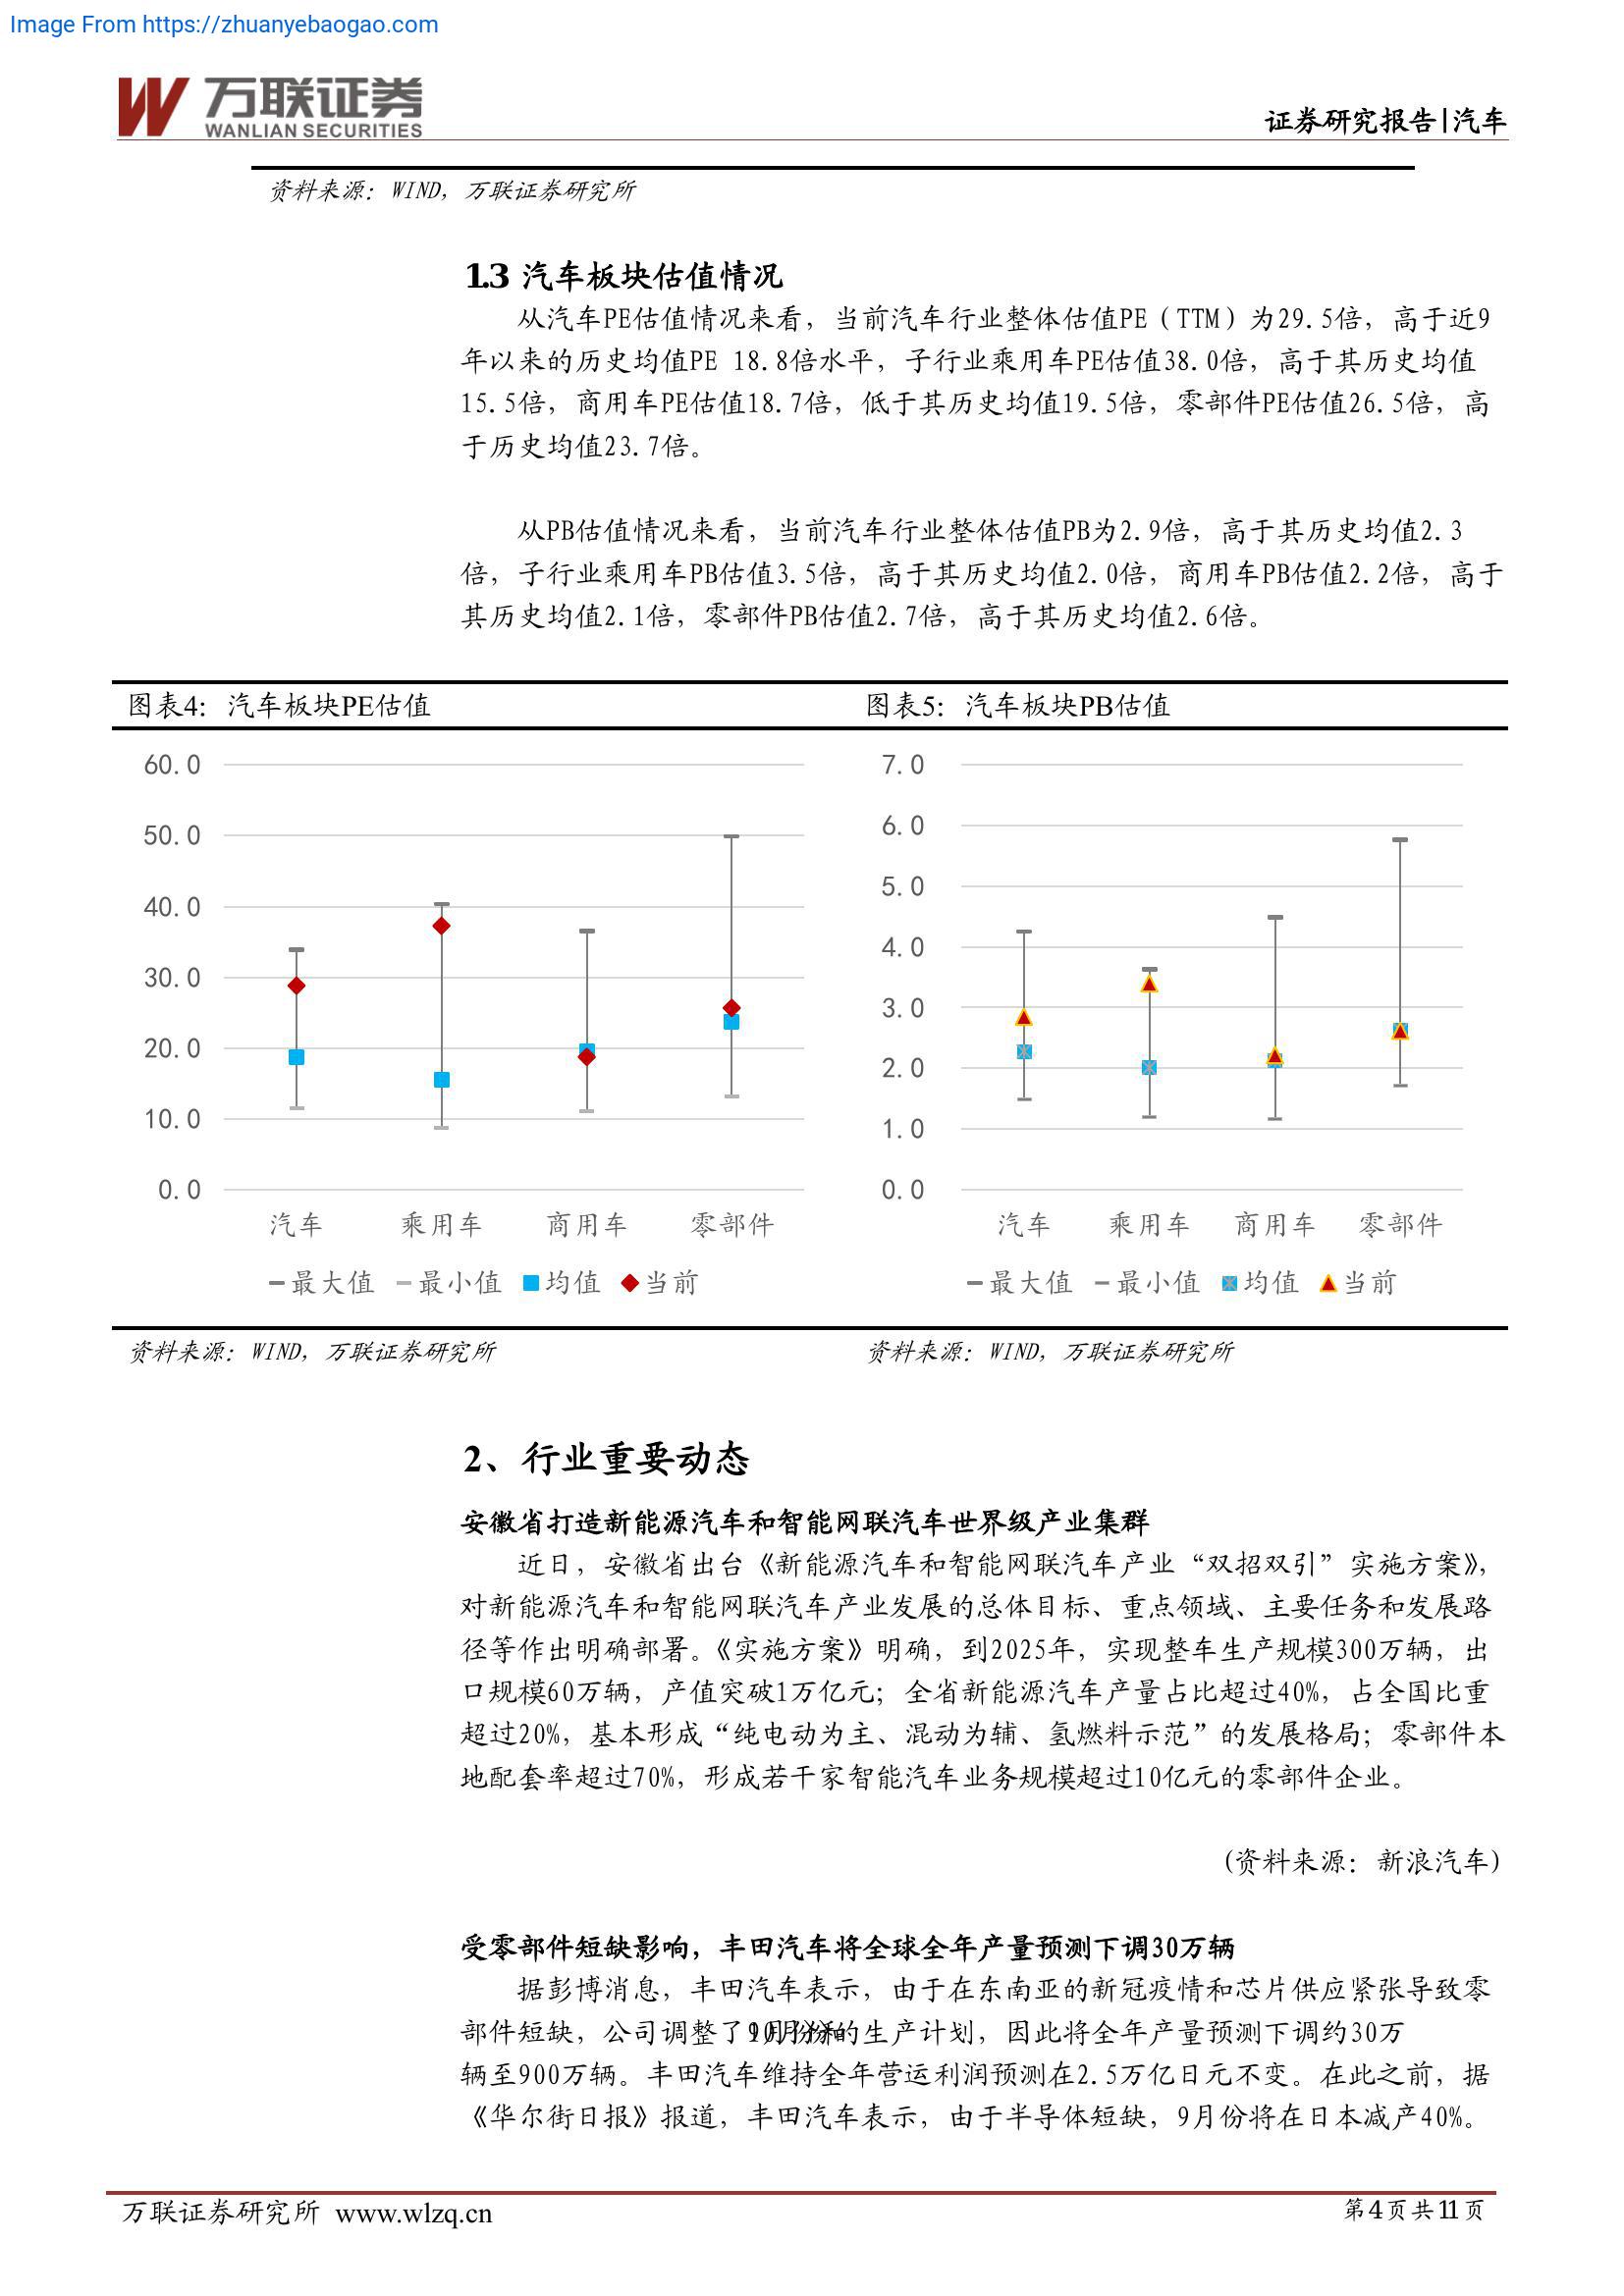 Image From https://zhuanyebaogao.com
万联证券
WANLIAN SECURITIES
证券研究报告|汽车
资料来源：WIND，万联证券研究所
1.3 汽车板块估值情况
从汽车PE估值情况来看，当前汽车行业整体估值PE（TTM）为29.5倍，高于近9
年以来的历史均值PE 18.8倍水平，子行业乘用车PE估值38.0倍，高于其历史均值
15.5倍，商用车PE估值18.7倍，低于其历史均值19.5倍，零部件PE估值26.5倍，高
于历史均值23.7倍。
从PB估值情况来看，当前汽车行业整体估值PB为2.9倍，高于其历史均值2.3
倍，子行业乘用车PB估值3.5倍，高于其历史均值2.0倍，商用车PB估值2.2倍，高于
其历史均值2.1倍，零部件PB估值2.7倍，高于其历史均值2.6倍。
图表4：汽车板块PE估值
60.0
50.0
40.0
30.0
20.0
10.0
0.0
汽车 乘用车 商用车 零部件
最大值 最小值 均值 当前
资料来源：WIND，万联证券研究所
图表5：汽车板块PB估值
7.0
6.0
5.0
4.0
3.0
2.0
1.0
0.0
汽车 乘用车 商用车 零部件
最大值 最小值 均值 当前
资料来源：WIND，万联证券研究所
2、行业重要动态
安徽省打造新能源汽车和智能网联汽车世界级产业集群
近日，安徽省出台《新能源汽车和智能网联汽车产业“双招双引”实施方案》，
对新能源汽车和智能网联汽车产业发展的总体目标、重点领域、主要任务和发展路
径等作出明确部署。《实施方案》明确，到2025年，实现整车生产规模300万辆，出
口规模60万辆，产值突破1万亿元；全省新能源汽车产量占比超过40%，占全国比重
超过20%，基本形成“纯电动为主、混动为辅、氢燃料示范”的发展格局；零部件本
地配套率超过70%，形成若干家智能汽车业务规模超过10亿元的零部件企业。
(资料来源：新浪汽车)
受零部件短缺影响，丰田汽车将全球全年产量预测下调30万辆
据彭博消息，丰田汽车表示，由于在东南亚的新冠疫情和芯片供应紧张导致零
部件短缺，公司调整了 生产计划，因此将全年产量预测下调约30万
辆至900万辆。丰田汽车维持全年营运利润预测在2.5万亿日元不变。在此之前，据
《华尔街日报》报道，丰田汽车表示，由于半导体短缺，9月份将在日本减产40%。
万联证券研究所 www.wlzq.cn
第4页共11页